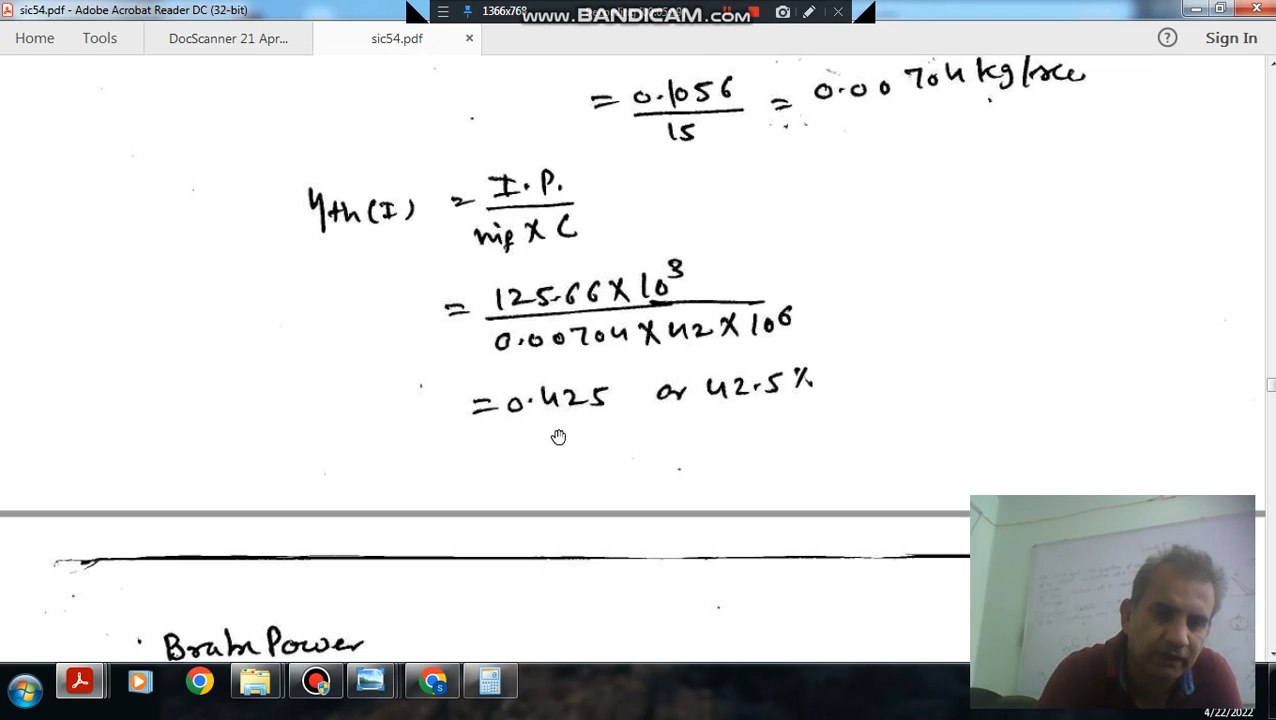 sic54.pdf - Adobe Acrobat Reader DC (32-bit)
1366x768
www.BANDICAM.com
Home Tools DocScanner 21 Apr... sic54.pdf × Sign In
= 0.1056 / 15 = 0.00704 kg/sec
ηth(I) = I.P. / ṁf X C
= 125.66 X 10³ / 0.00704 X 42 X 10⁶
= 0.425 or 42.5 %
Brake Power
4/22/2022